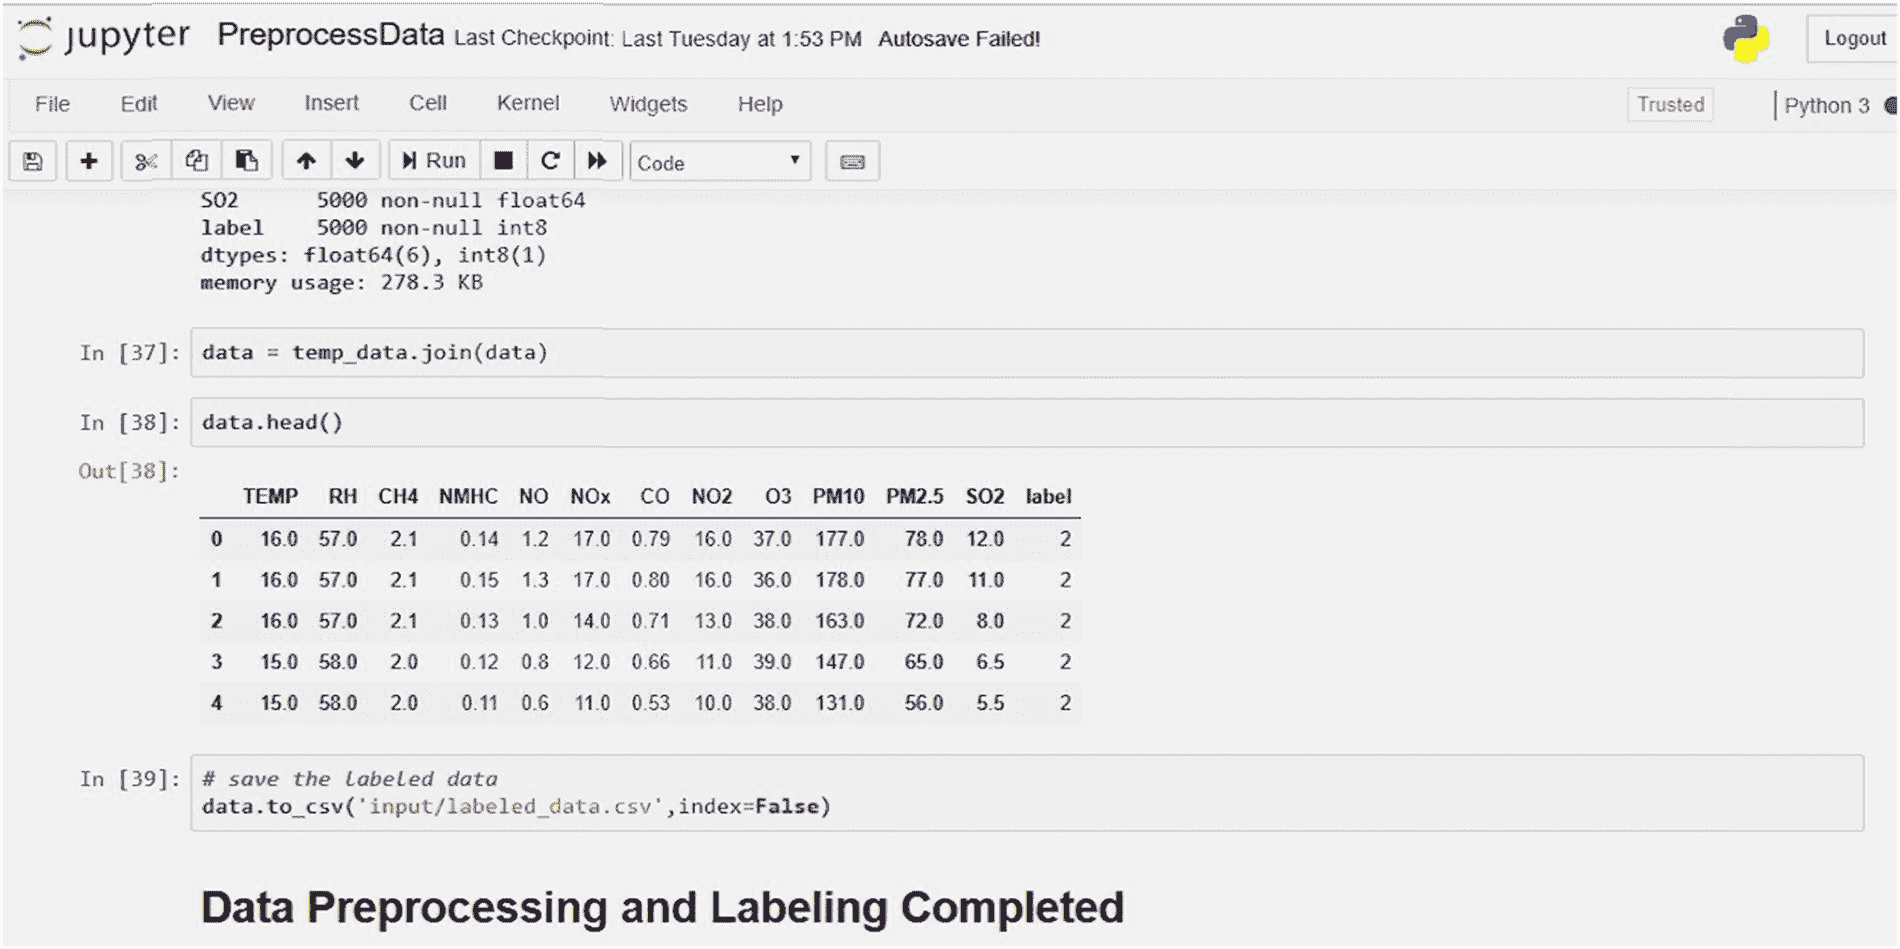 jupyter PreprocessData Last Checkpoint: Last Tuesday at 1:53 PM Autosave Failed! Logout
File Edit View Insert Cell Kernel Widgets Help Trusted Python 3
Run Code
SO2 5000 non-null float64
label 5000 non-null int8
dtypes: float64(6), int8(1)
memory usage: 278.3 KB
In [37]: data = temp_data.join(data)
In [38]: data.head()
Out[38]:
TEMP RH CH4 NMHC NO NOx CO NO2 O3 PM10 PM2.5 SO2 label
0 16.0 57.0 2.1 0.14 1.2 17.0 0.79 16.0 37.0 177.0 78.0 12.0 2
1 16.0 57.0 2.1 0.15 1.3 17.0 0.80 16.0 36.0 178.0 77.0 11.0 2
2 16.0 57.0 2.1 0.13 1.0 14.0 0.71 13.0 38.0 163.0 72.0 8.0 2
3 15.0 58.0 2.0 0.12 0.8 12.0 0.66 11.0 39.0 147.0 65.0 6.5 2
4 15.0 58.0 2.0 0.11 0.6 11.0 0.53 10.0 38.0 131.0 56.0 5.5 2
In [39]: # save the labeled data
data.to_csv('input/labeled_data.csv',index=False)
Data Preprocessing and Labeling Completed